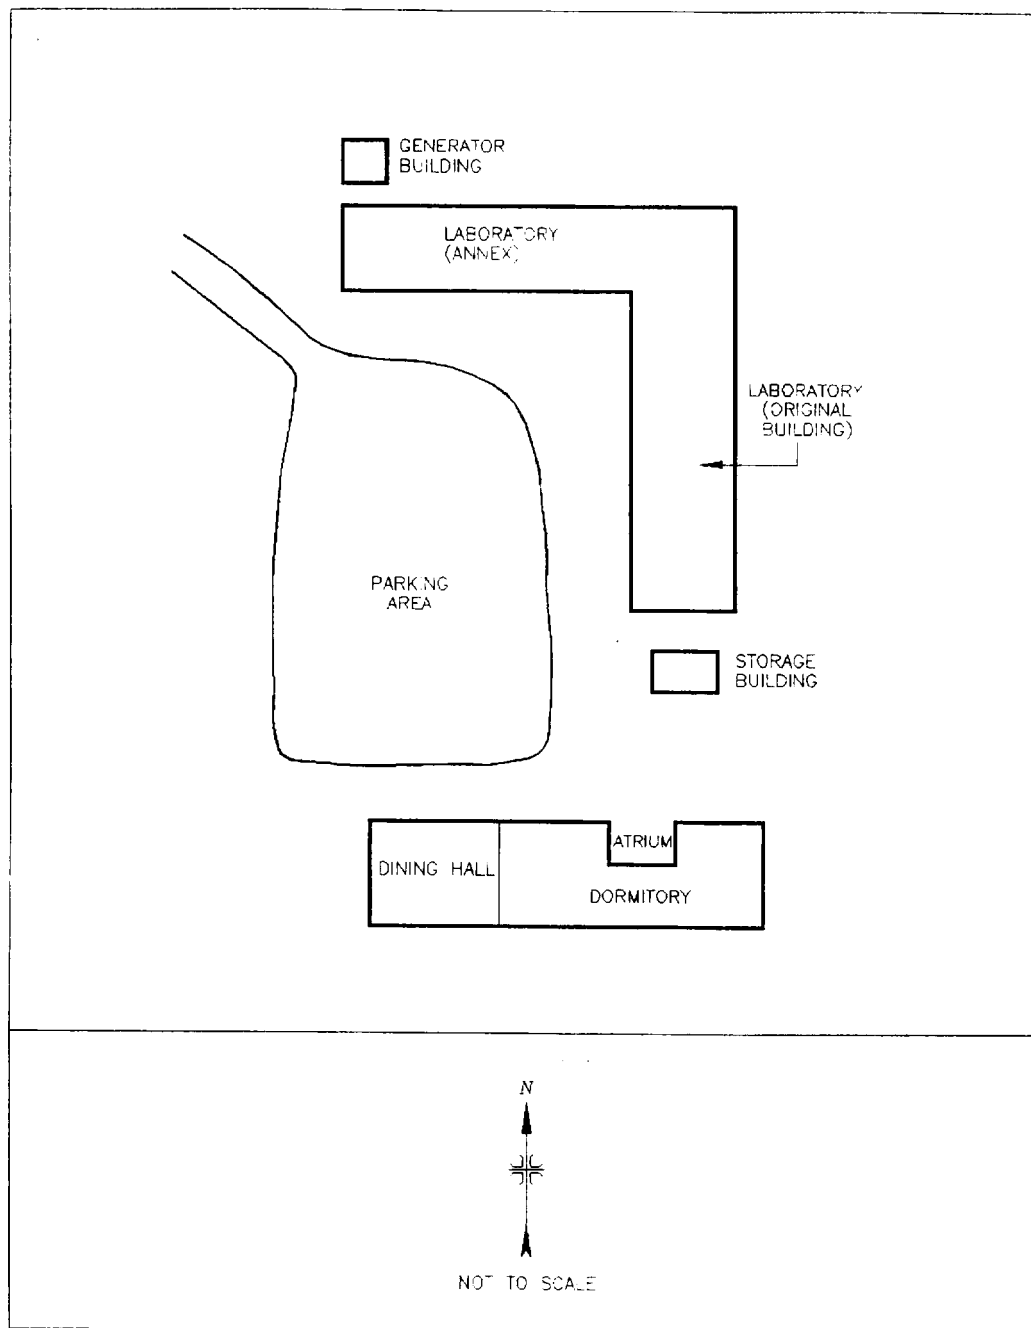 GENERATOR
BUILDING
LABORATORY
(ANNEX)
LABORATORY
(ORIGINAL
BUILDING)
PARKING
AREA
STORAGE
BUILDING
ATRIUM
DINING HALL
DORMITORY
N
NOT TO SCALE